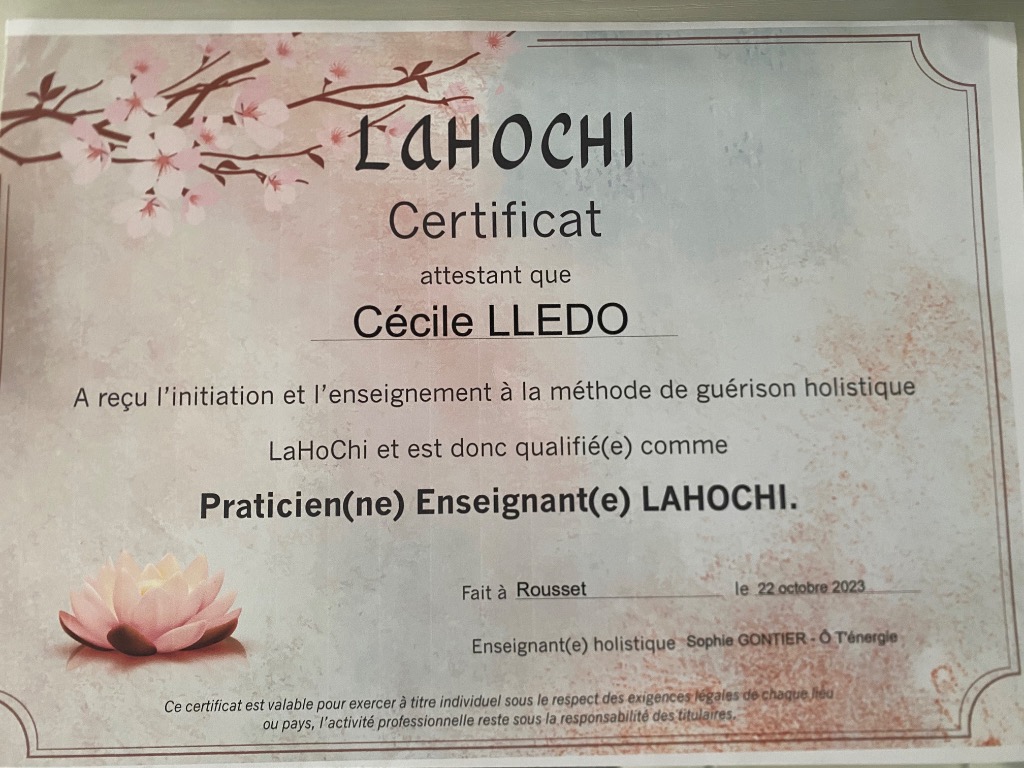 LAHOCHI
Certificat
attestant que
Cécile LLEDO
A reçu l'initiation et l'enseignement à la méthode de guérison holistique
LaHoChi et est donc qualifié(e) comme
Praticien(ne) Enseignant(e) LAHOCHI.
Fait à Rousset le 22 octobre 2023
Enseignant(e) holistique Sophie GONTIER - Ô T'énergie
Ce certificat est valable pour exercer à titre individuel sous le respect des exigences légales de chaque lieu
ou pays, l'activité professionnelle reste sous la responsabilité des titulaires.